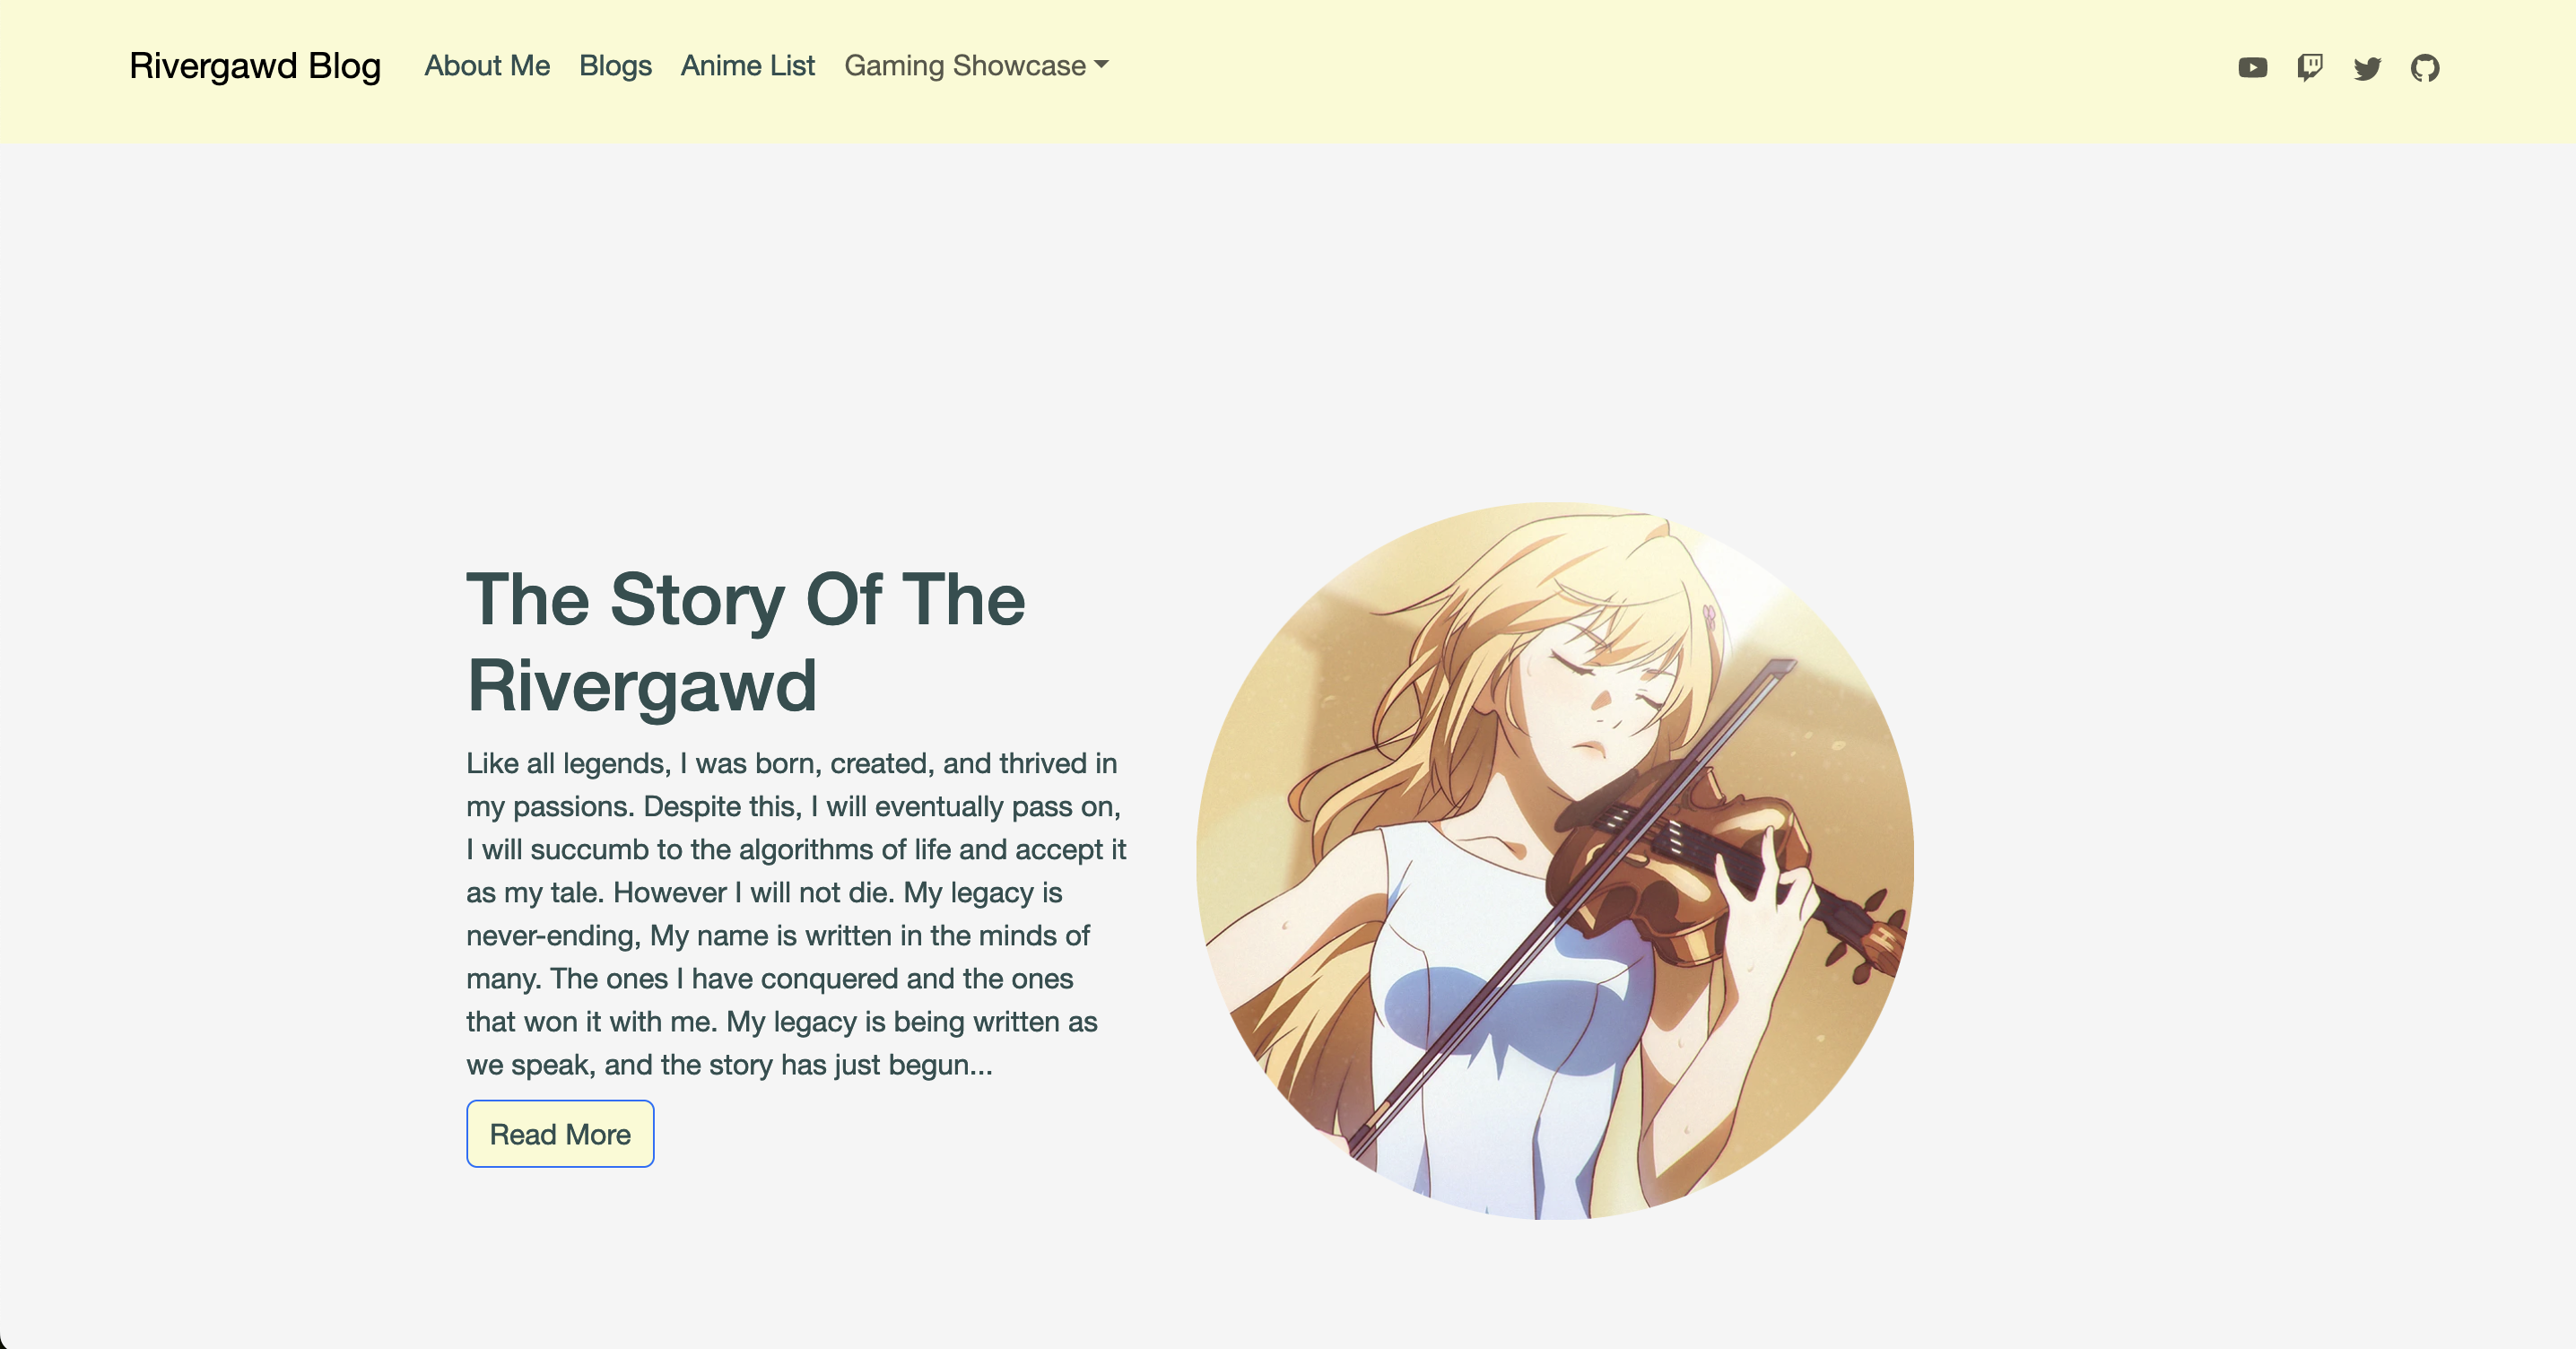 Rivergawd Blog
About Me
Blogs
Anime List
Gaming Showcase
The Story Of The
Rivergawd
Like all legends, I was born, created, and thrived in
my passions. Despite this, I will eventually pass on,
I will succumb to the algorithms of life and accept it
as my tale. However I will not die. My legacy is
never-ending, My name is written in the minds of
many. The ones I have conquered and the ones
that won it with me. My legacy is being written as
we speak, and the story has just begun...
Read More